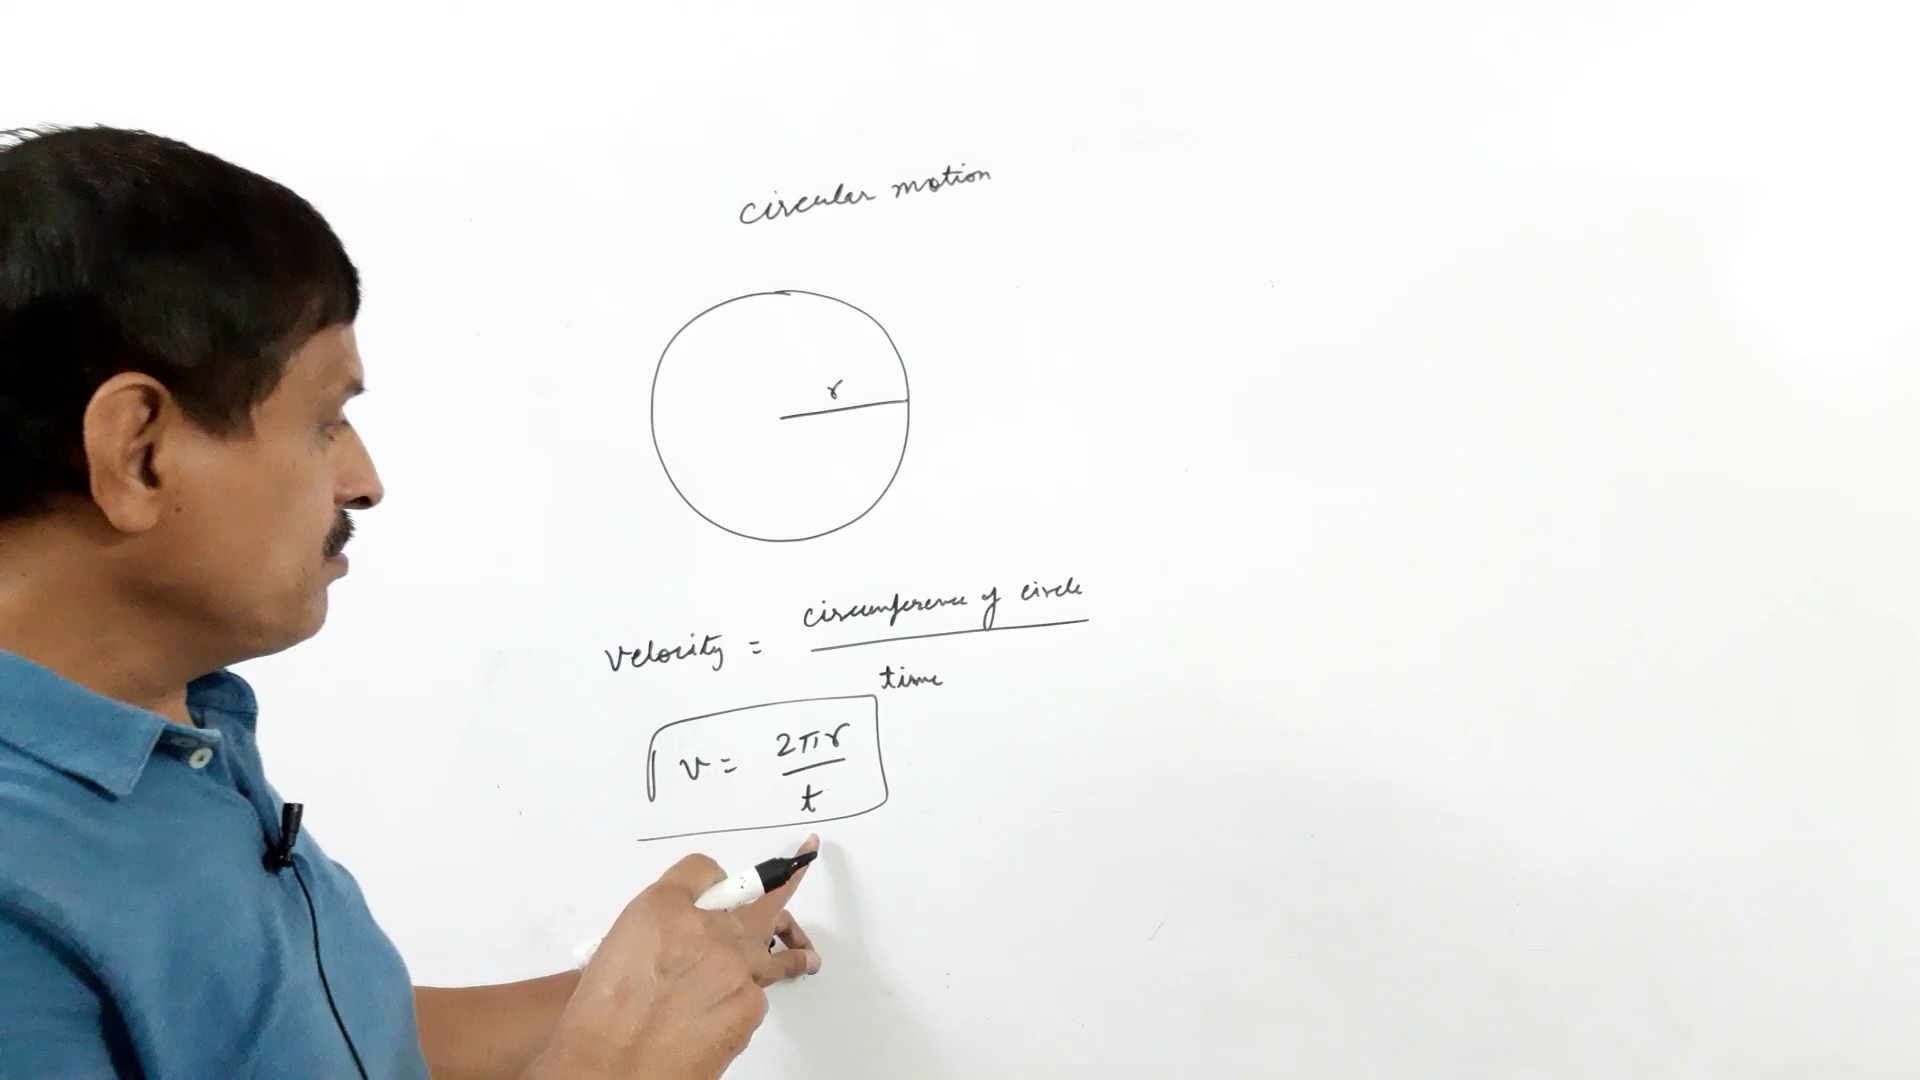 circular motion
r
velocity = circumference of circle / time
v = 2πr / t